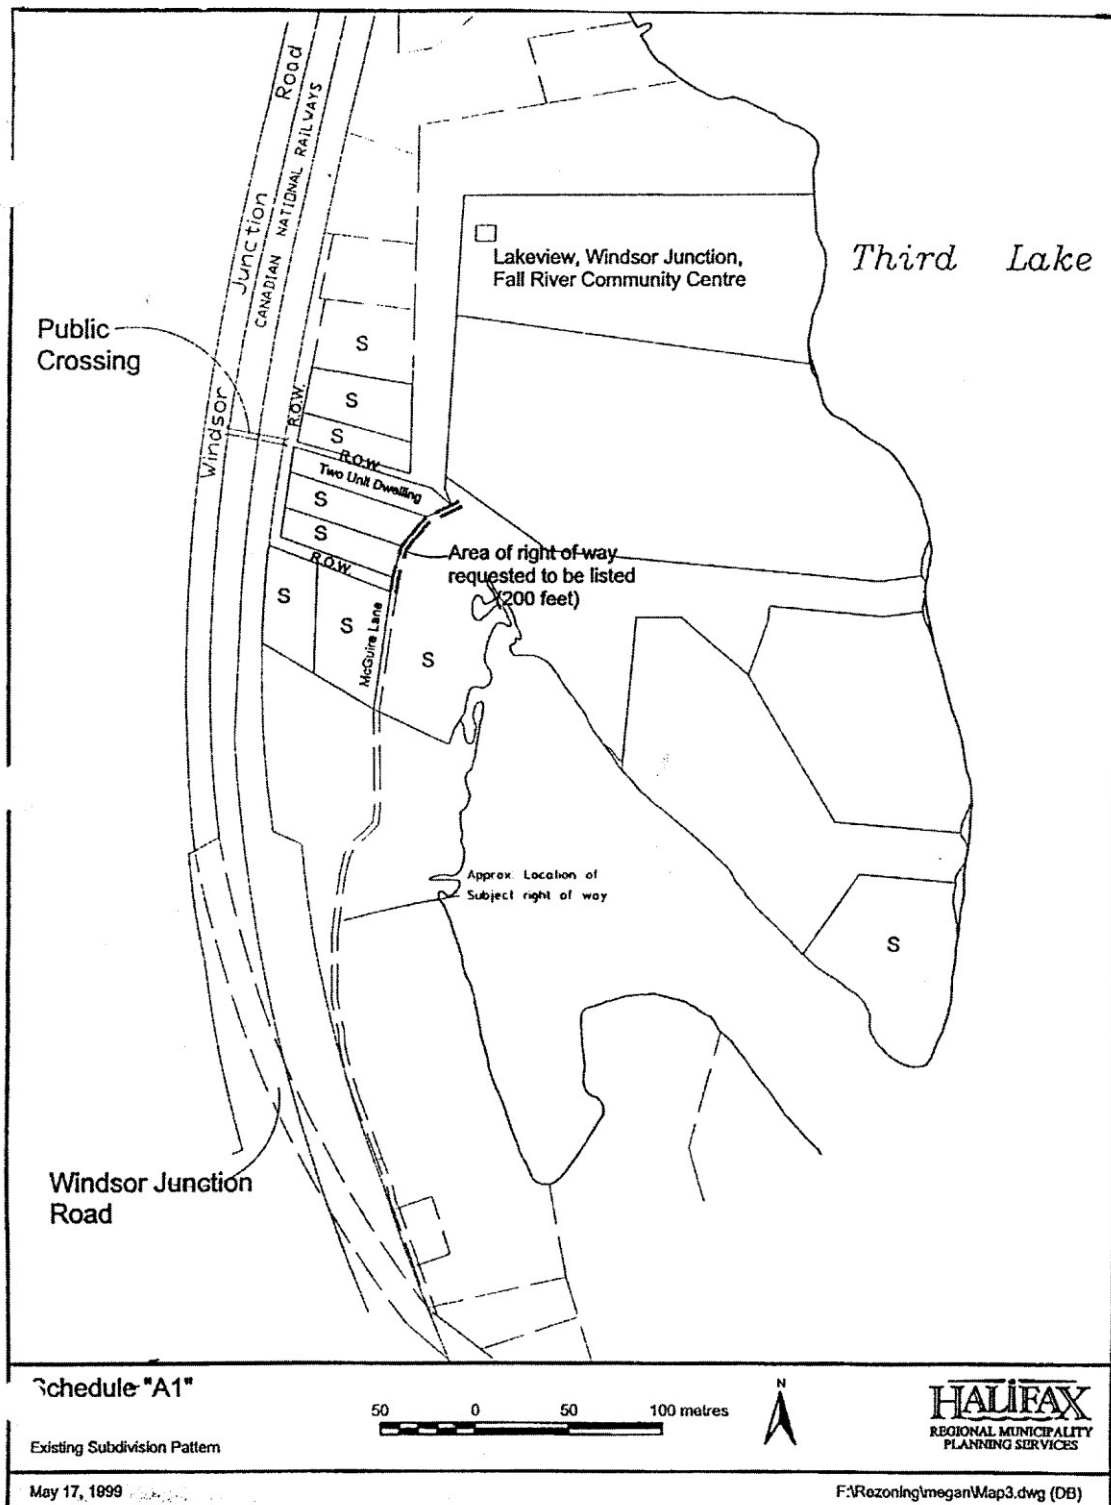 Road
Junction
Windsor
CANADIAN NATIONAL RAILWAYS
Third Lake
Lakeview, Windsor Junction,
Fall River Community Centre
Public
Crossing
S
S
R.O.W.
S
R.O.W.
Two Unit Dwelling
S
S
Area of right of way
requested to be listed
(200 feet)
R.O.W.
S
S
McGuire Lane
S
Approx. Location of
Subject right of way
S
Windsor Junction
Road
Schedule "A1"
50 0 50 100 metres
N
HALIFAX
REGIONAL MUNICIPALITY
PLANNING SERVICES
Existing Subdivision Pattern
May 17, 1999
F:\Rezoning\megan\Map3.dwg (DB)